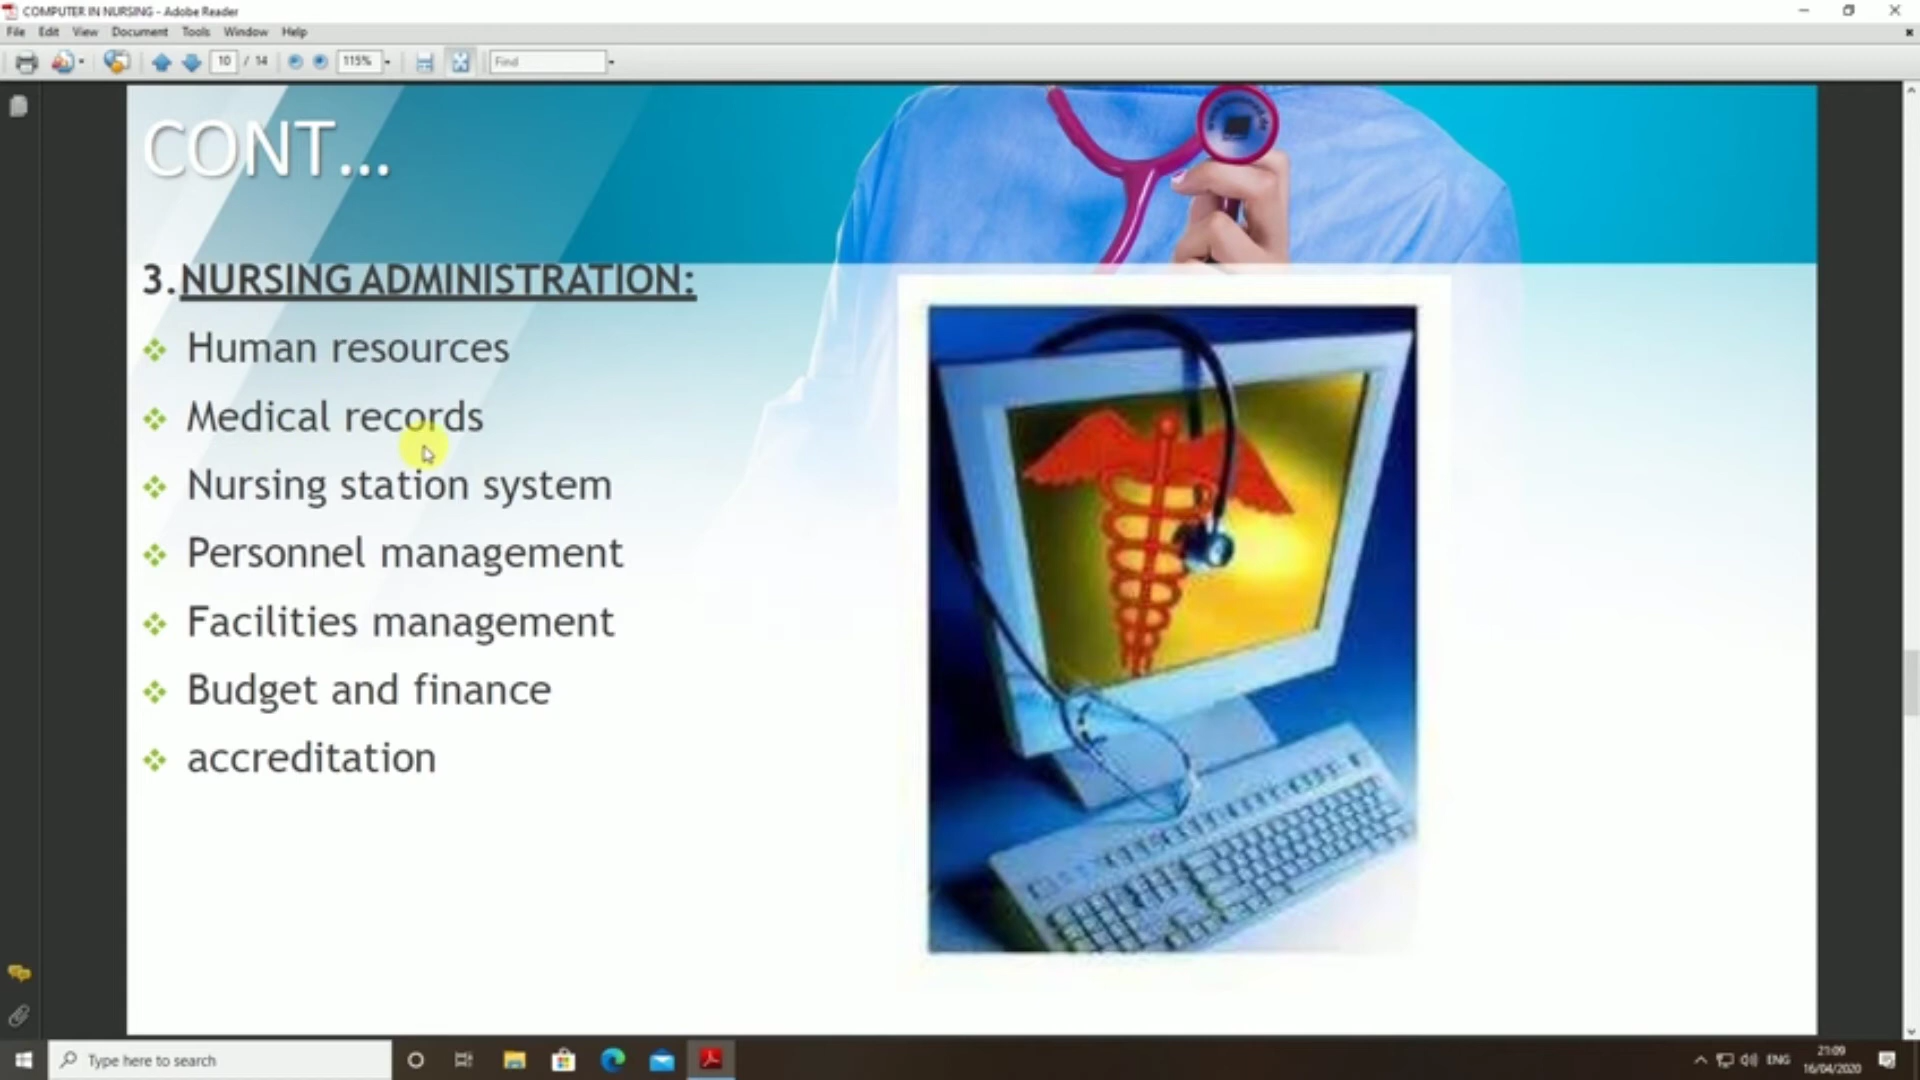 COMPUTER IN NURSING - Adobe Reader
File Edit View Document Tools Window Help
10 / 14 115% Find
CONT...
3. NURSING ADMINISTRATION:
Human resources
Medical records
Nursing station system
Personnel management
Facilities management
Budget and finance
accreditation
Type here to search
ENG
21:09
16/04/2020